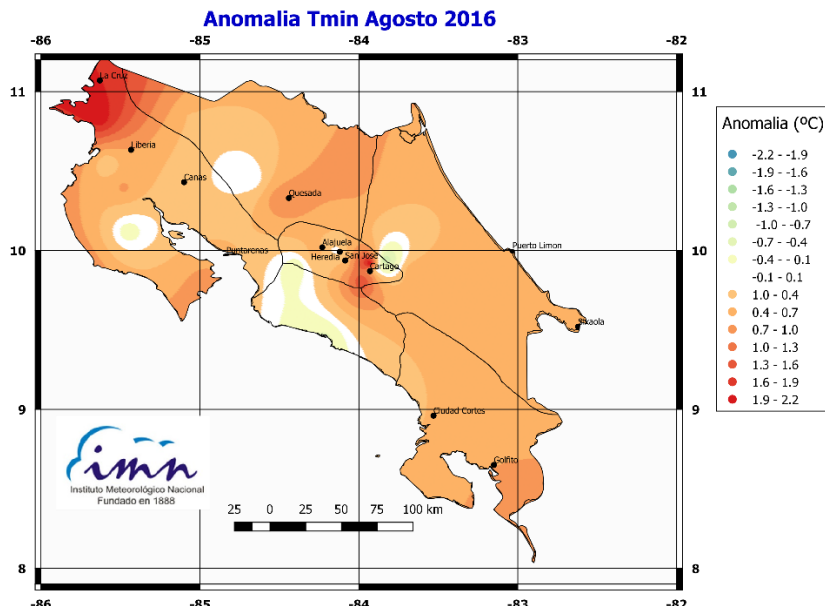 Anomalia Tmin Agosto 2016
-86 -85 -84 -83 -82
11 11
10 10
9 9
8 8
-86 -85 -84 -83 -82
La Cruz
Liberia
Canas
Quesada
Puntarenas
Alajuela
Heredia
San José
Cartago
Puerto Limon
Sixaola
Ciudad Cortes
Golfito
imn
Instituto Meteorológico Nacional
Fundado en 1888
25 0 25 50 75 100 km
Anomalia (ºC)
-2.2 - -1.9
-1.9 - -1.6
-1.6 - -1.3
-1.3 - -1.0
-1.0 - -0.7
-0.7 - -0.4
-0.4 - -0.1
-0.1 - 0.1
1.0 - 0.4
0.4 - 0.7
0.7 - 1.0
1.0 - 1.3
1.3 - 1.6
1.6 - 1.9
1.9 - 2.2